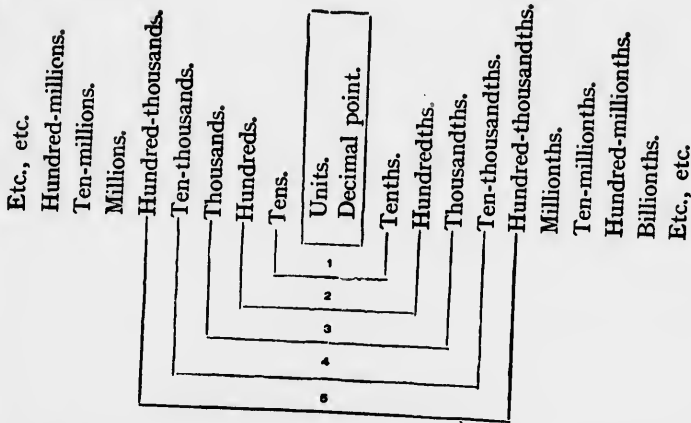 Etc., etc.
Hundred-millions.
Ten-millions.
Millions.
Hundred-thousands.
Ten-thousands.
Thousands.
Hundreds.
Tens.
Units.
Decimal point.
Tenths.
Hundredths.
Thousandths.
Ten-thousandths.
Hundred-thousandths.
Millionths.
Ten-millionths.
Hundred-millionths.
Billionths.
Etc., etc.
1
2
3
4
5